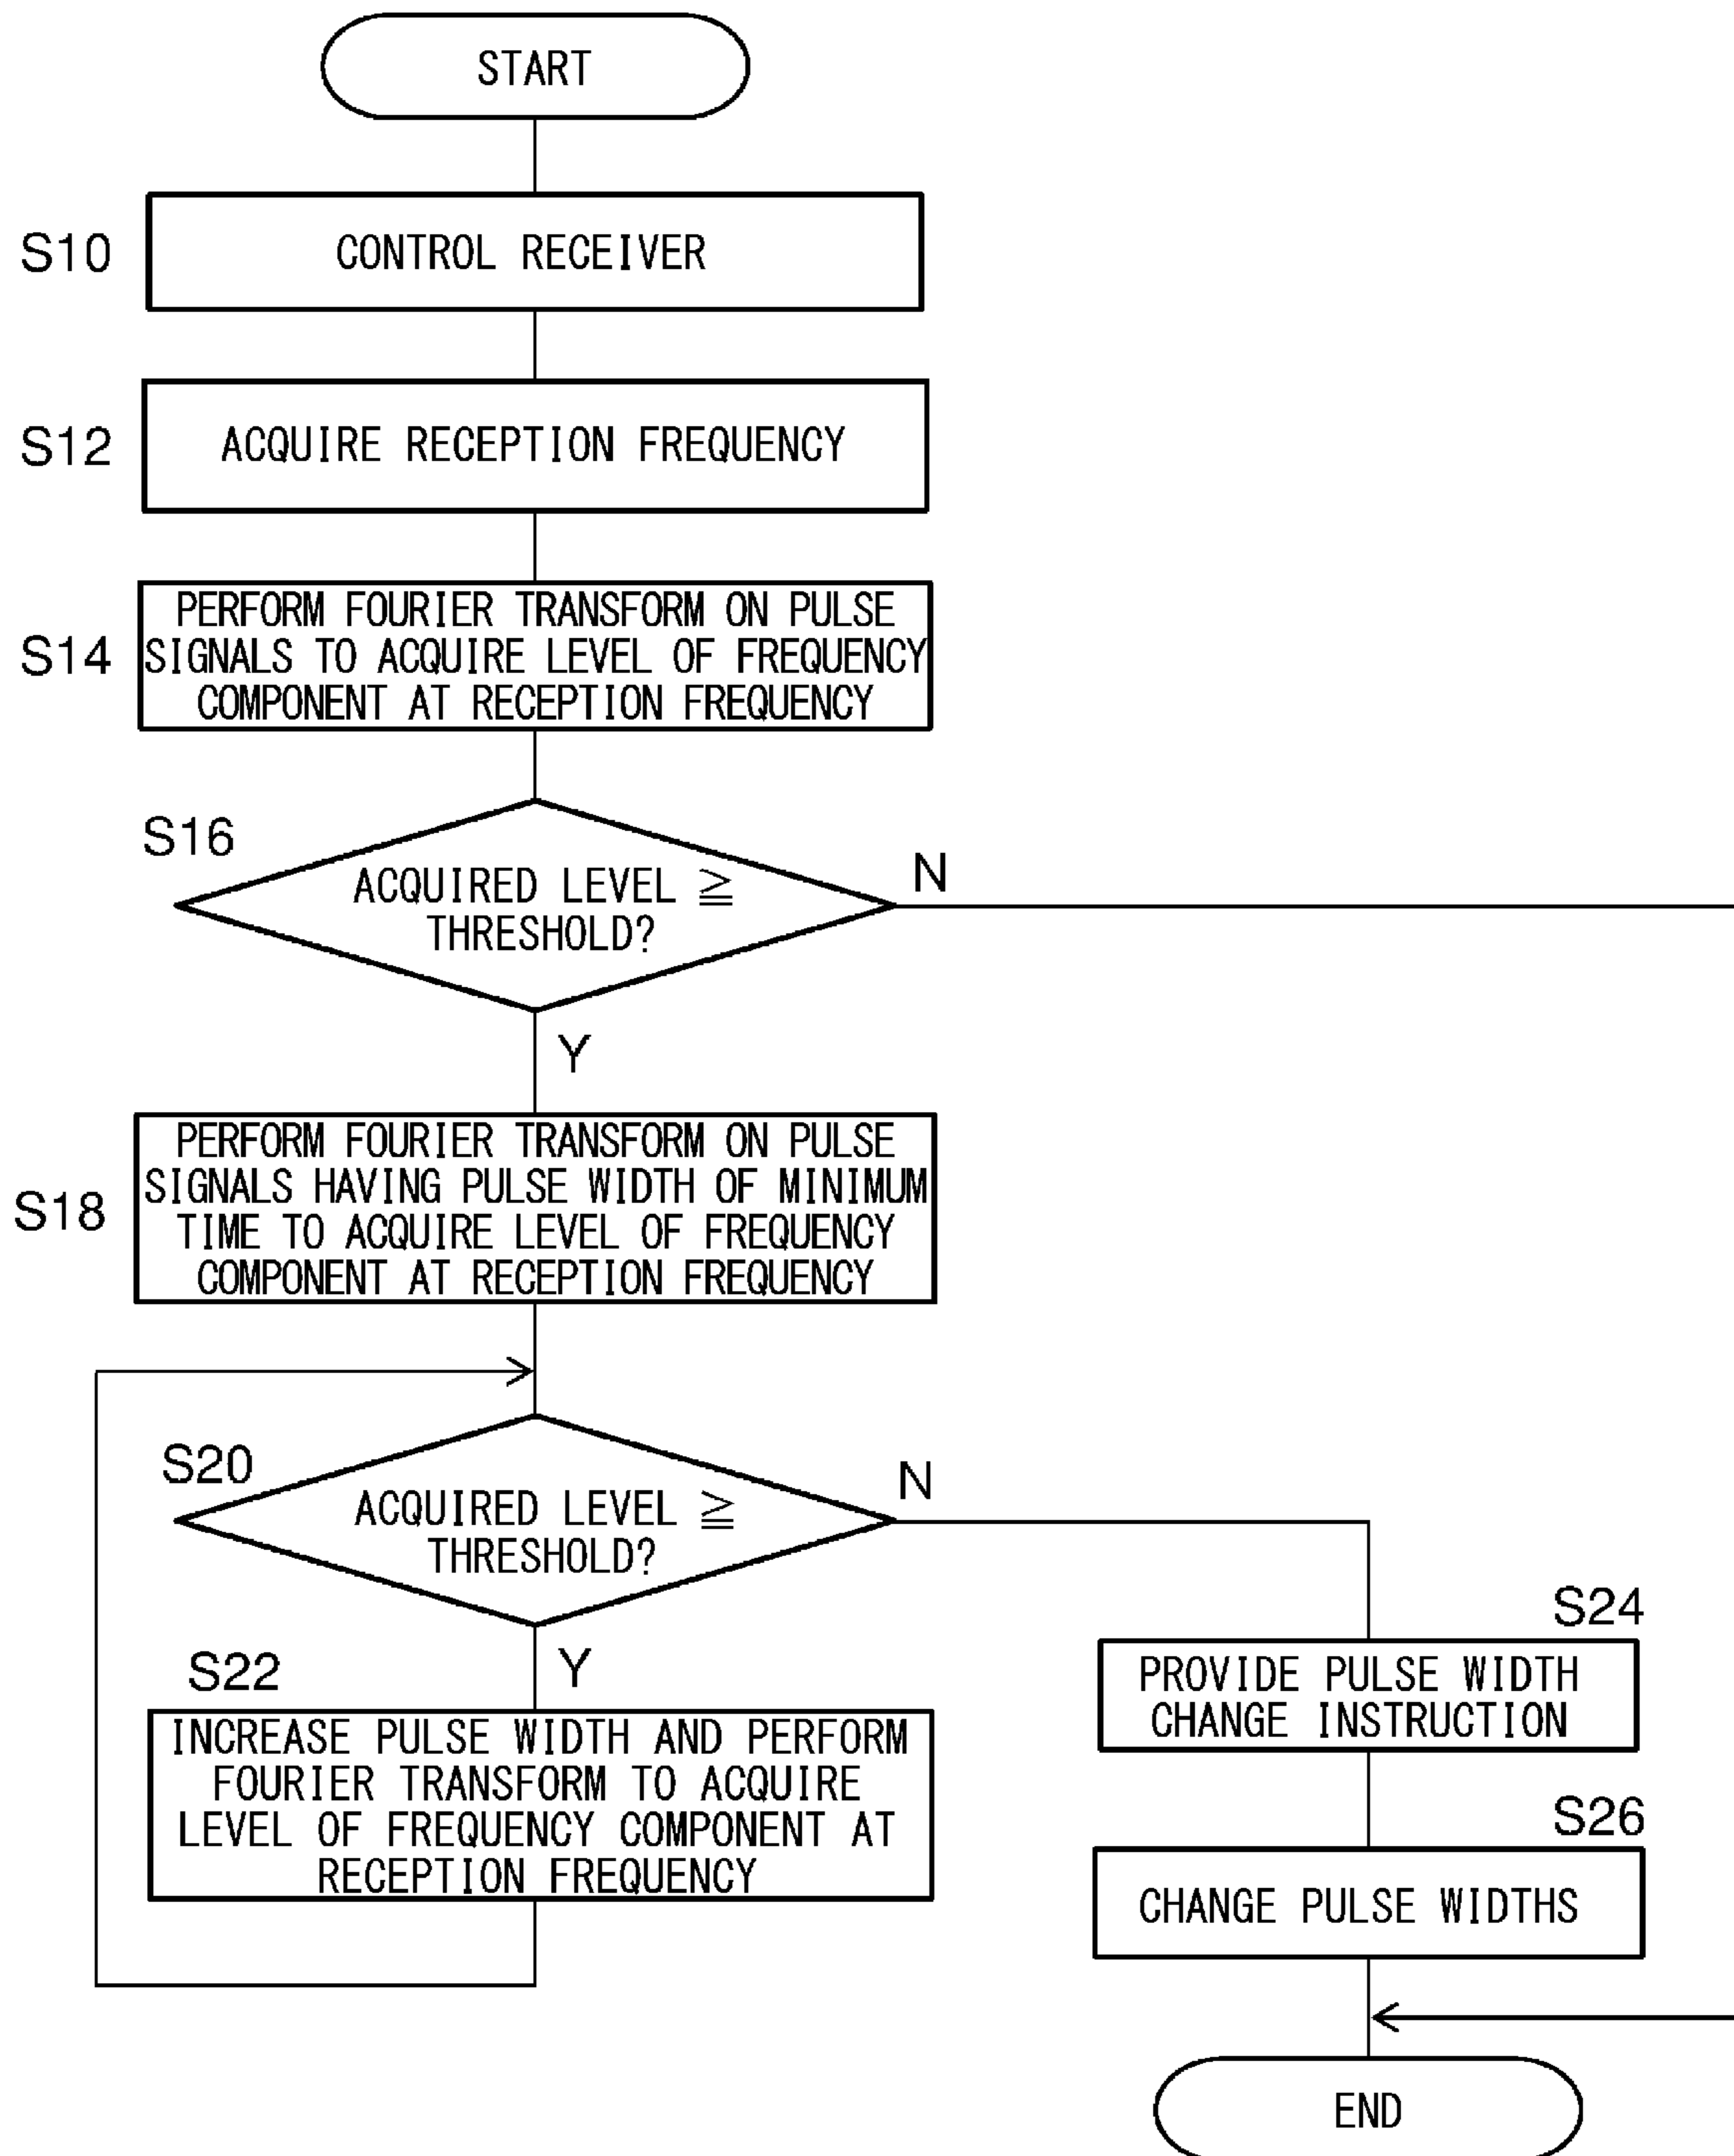 START
S10
CONTROL RECEIVER
S12
ACQUIRE RECEPTION FREQUENCY
S14
PERFORM FOURIER TRANSFORM ON PULSE
SIGNALS TO ACQUIRE LEVEL OF FREQUENCY
COMPONENT AT RECEPTION FREQUENCY
S16
ACQUIRED LEVEL ≧
THRESHOLD?
N
Y
S18
PERFORM FOURIER TRANSFORM ON PULSE
SIGNALS HAVING PULSE WIDTH OF MINIMUM
TIME TO ACQUIRE LEVEL OF FREQUENCY
COMPONENT AT RECEPTION FREQUENCY
S20
ACQUIRED LEVEL ≧
THRESHOLD?
N
Y
S22
INCREASE PULSE WIDTH AND PERFORM
FOURIER TRANSFORM TO ACQUIRE
LEVEL OF FREQUENCY COMPONENT AT
RECEPTION FREQUENCY
S24
PROVIDE PULSE WIDTH
CHANGE INSTRUCTION
S26
CHANGE PULSE WIDTHS
END